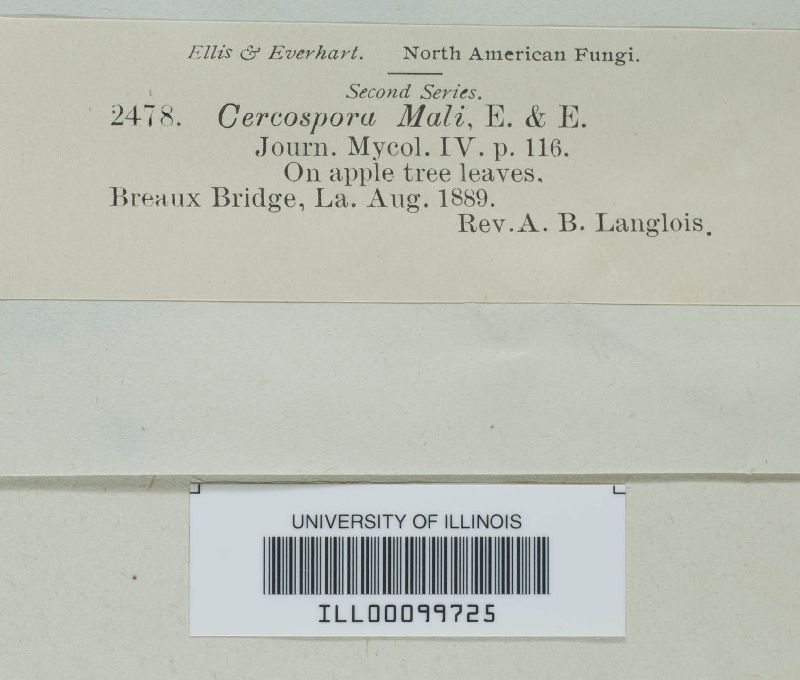 Ellis & Everhart. North American Fungi.
Second Series.
2478. Cercospora Mali, E. & E.
Journ. Mycol. IV. p. 116.
On apple tree leaves.
Breaux Bridge, La. Aug. 1889.
Rev. A. B. Langlois.
UNIVERSITY OF ILLINOIS
ILL00099725